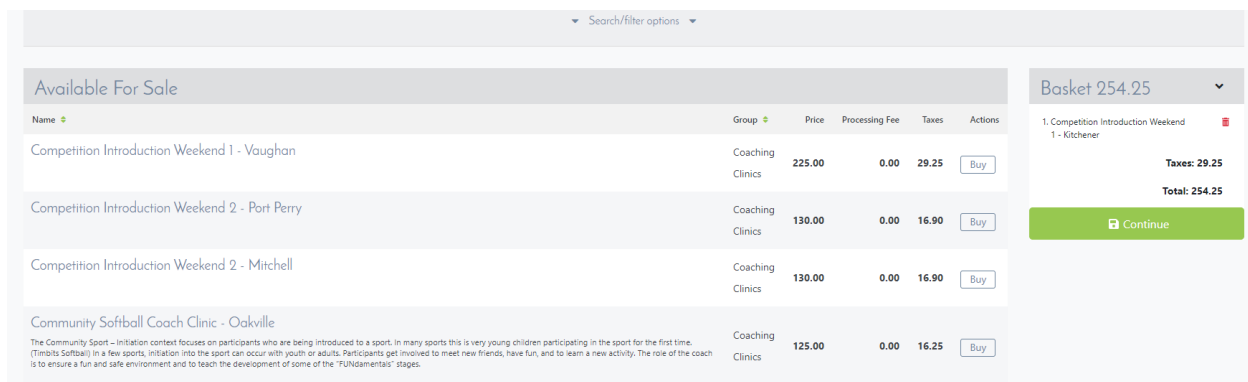 Search/filter options
Available For Sale
Name Group Price Processing Fee Taxes Actions
Competition Introduction Weekend 1 - Vaughan
Coaching
Clinics
225.00 0.00 29.25 Buy
Competition Introduction Weekend 2 - Port Perry
Coaching
Clinics
130.00 0.00 16.90 Buy
Competition Introduction Weekend 2 - Mitchell
Coaching
Clinics
130.00 0.00 16.90 Buy
Community Softball Coach Clinic - Oakville
The Community Sport – Initiation context focuses on participants who are being introduced to a sport. In many sports this is very young children participating in the sport for the first time.
(Timbits Softball) In a few sports, initiation into the sport can occur with youth or adults. Participants get involved to meet new friends, have fun, and to learn a new activity. The role of the coach
is to ensure a fun and safe environment and to teach the development of some of the "FUNdamentals" stages.
Coaching
Clinics
125.00 0.00 16.25 Buy
Basket 254.25
1. Competition Introduction Weekend
1 - Kitchener
Taxes: 29.25
Total: 254.25
Continue